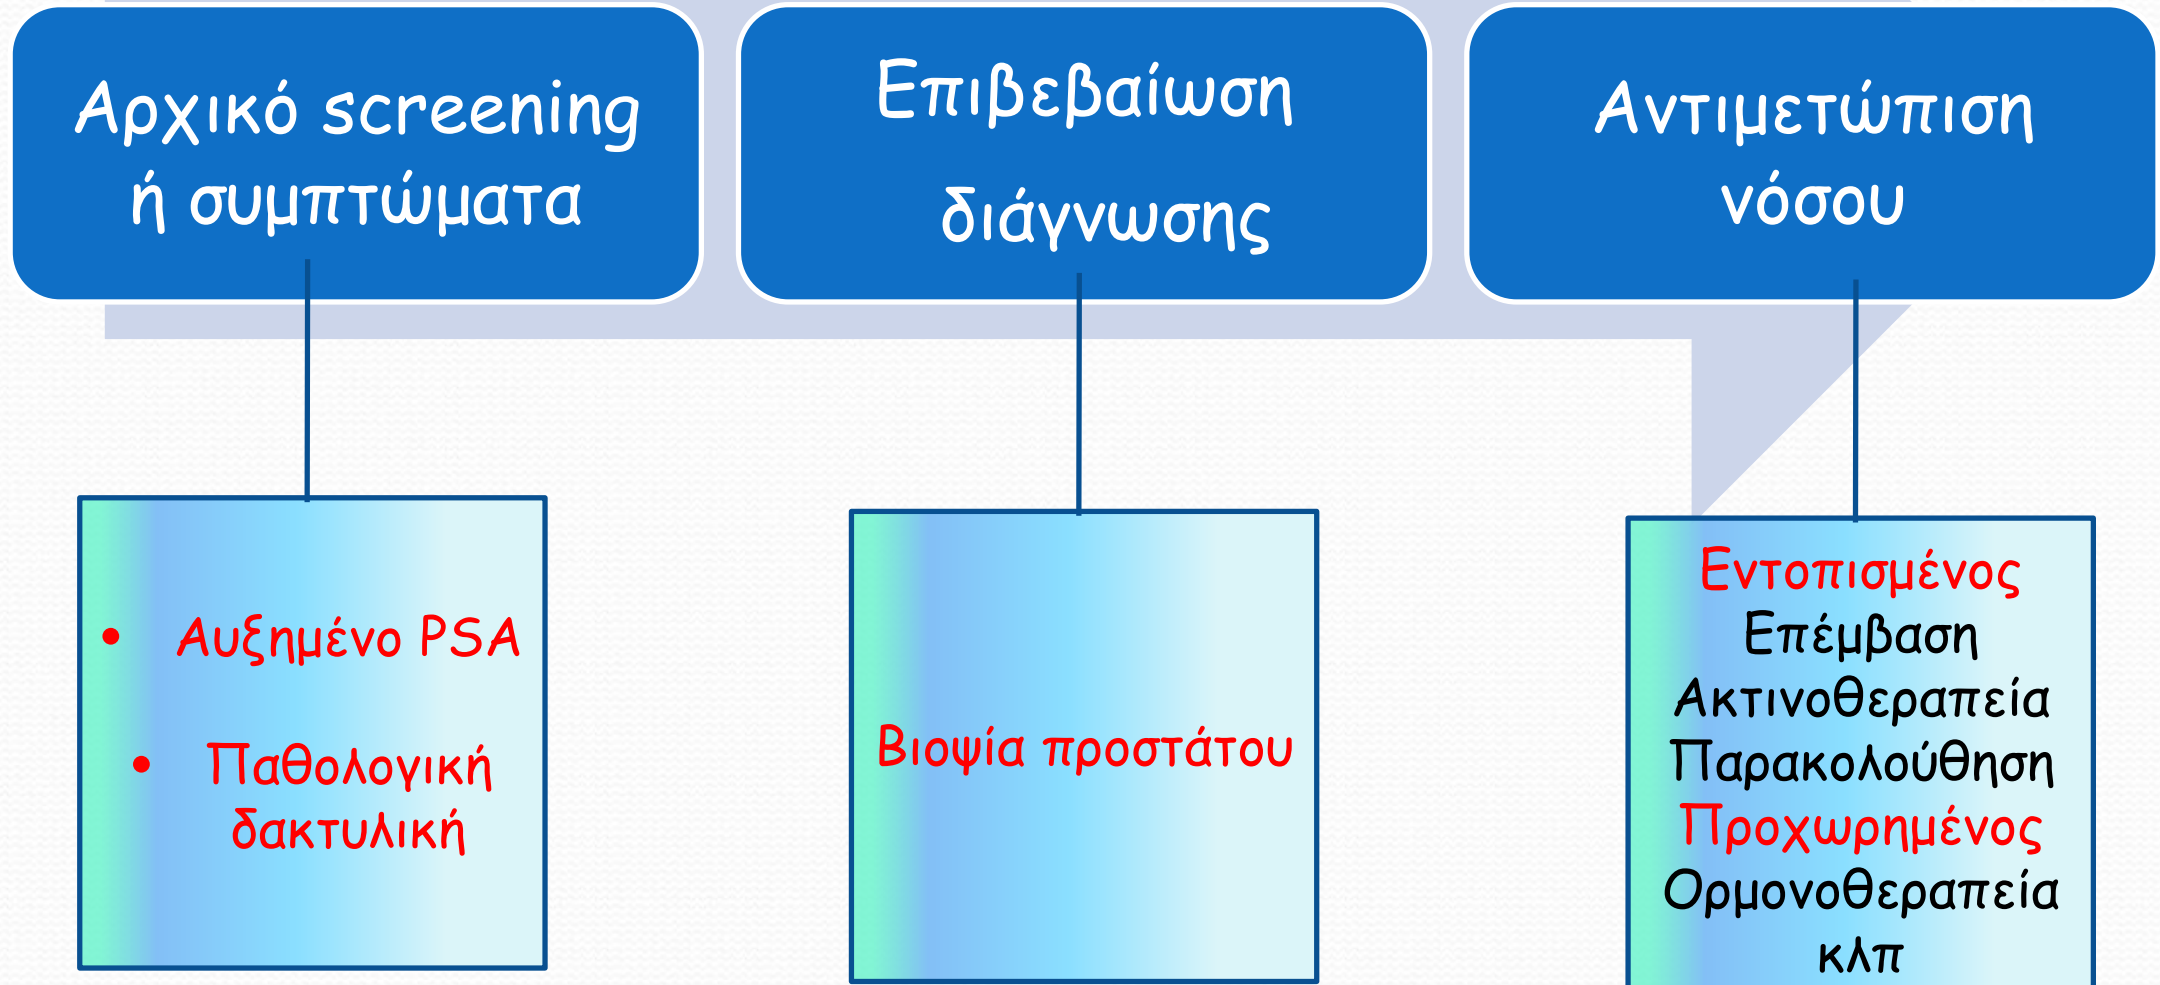 Αρχικό screening
ή συμπτώματα
Επιβεβαίωση
διάγνωσης
Αντιμετώπιση
νόσου
• Αυξημένο PSA
• Παθολογική
δακτυλική
Βιοψία προστάτου
Εντοπισμένος
Επέμβαση
Ακτινοθεραπεία
Παρακολούθηση
Προχωρημένος
Ορμονοθεραπεία
κλπ